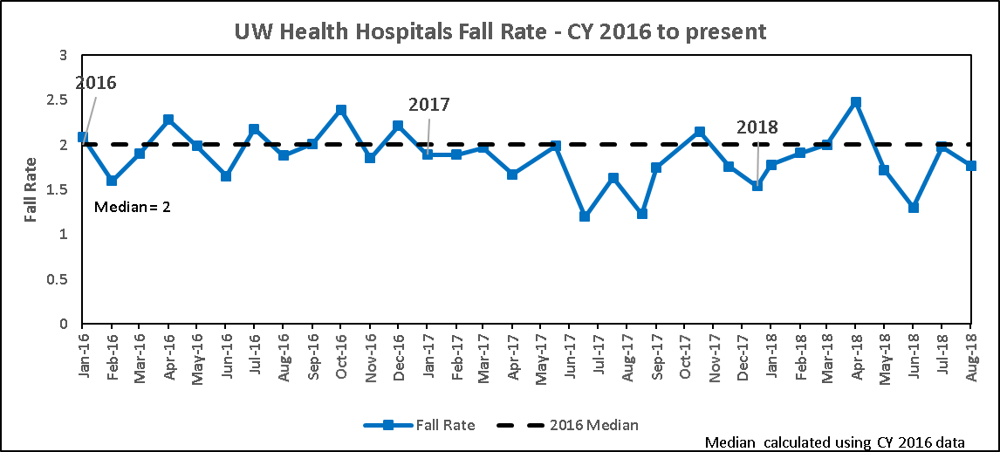 UW Health Hospitals Fall Rate - CY 2016 to present
3
2.5
2
1.5
1
0.5
0
Fall Rate
2016
2017
2018
Median = 2
Jan-16
Feb-16
Mar-16
Apr-16
May-16
Jun-16
Jul-16
Aug-16
Sep-16
Oct-16
Nov-16
Dec-16
Jan-17
Feb-17
Mar-17
Apr-17
May-17
Jun-17
Jul-17
Aug-17
Sep-17
Oct-17
Nov-17
Dec-17
Jan-18
Feb-18
Mar-18
Apr-18
May-18
Jun-18
Jul-18
Aug-18
Fall Rate
2016 Median
Median calculated using CY 2016 data